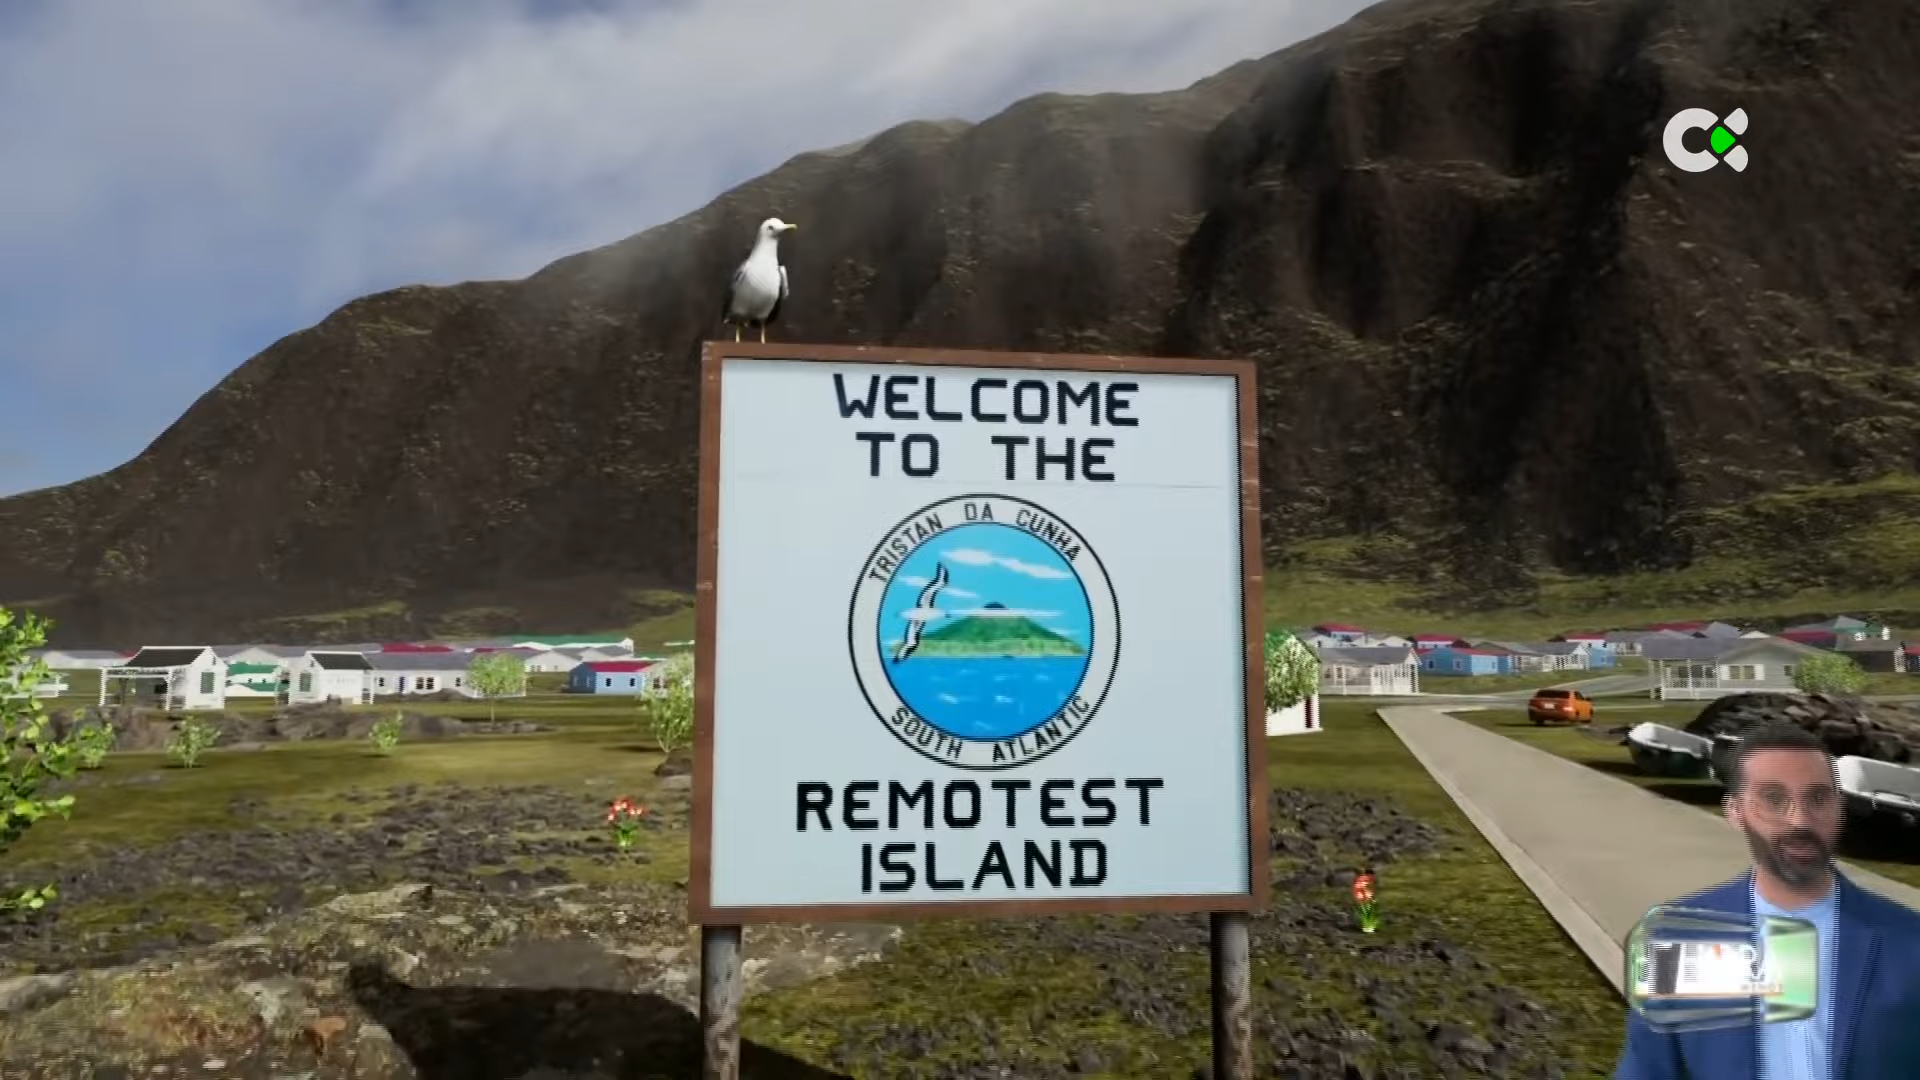 WELCOME
TO THE
TRISTAN DA CUNHA
SOUTH ATLANTIC
REMOTEST
ISLAND